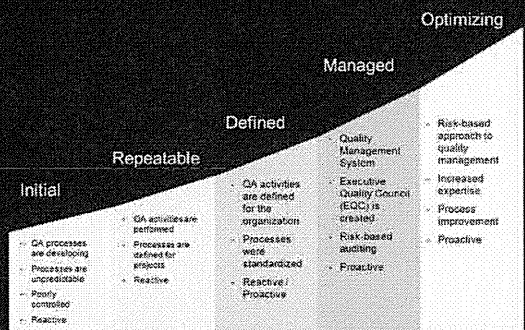 Optimizing
Managed
Defined
Repeatable
Initial
- QA processes
are developing
- Processes are
unpredictable
- Poorly
controlled
- Reactive
- QA activities are
performed
- Processes are
defined for
projects
- Reactive
- QA activities
are defined
for the
organization
- Processes
were
standardized
- Reactive /
Proactive
- Quality
Management
System
- Executive
Quality Council
(EQC) is
created
- Risk-based
auditing
- Proactive
- Risk-based
approach to
quality
management
- Increased
expertise
- Process
improvement
- Proactive